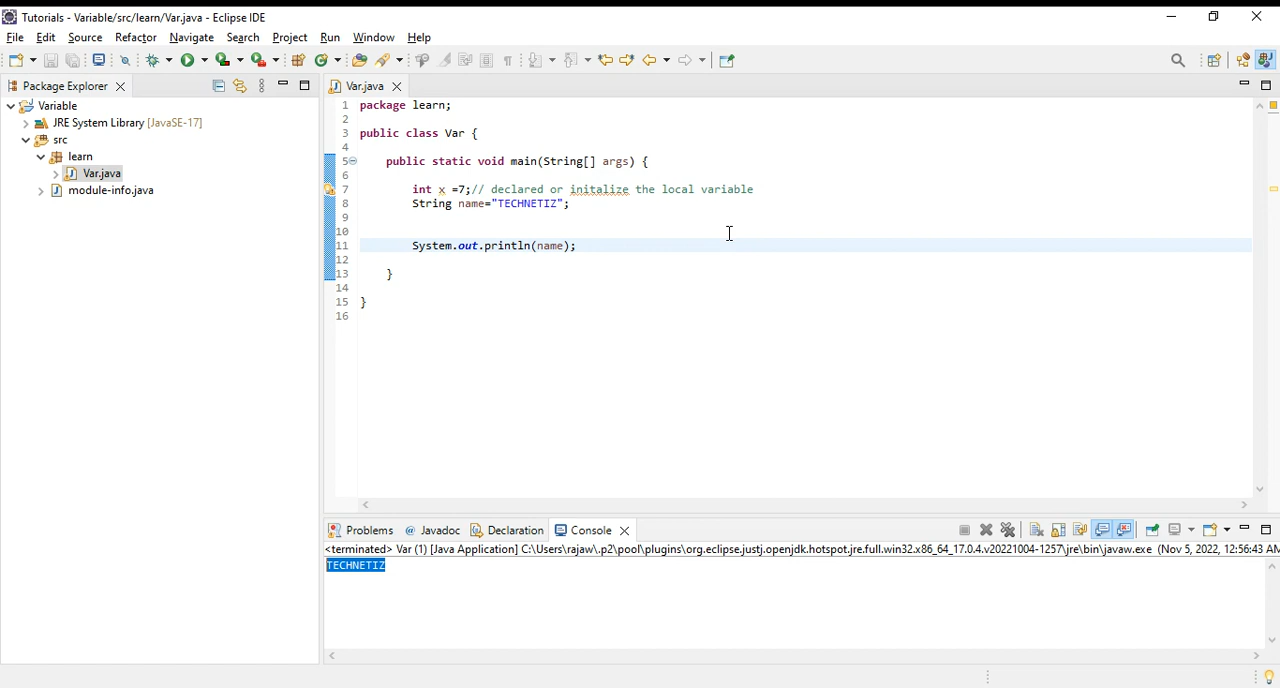 Tutorials - Variable/src/learn/Var.java - Eclipse IDE
File Edit Source Refactor Navigate Search Project Run Window Help
Package Explorer
Variable
JRE System Library [JavaSE-17]
src
learn
Var.java
module-info.java
Var.java
1 package learn;
2
3 public class Var {
4
5 public static void main(String[] args) {
6
7 int x =7;// declared or initalize the local variable
8 String name="TECHNETIZ";
9
10
11 System.out.println(name);
12
13 }
14
15 }
16
Problems @ Javadoc Declaration Console
<terminated> Var (1) [Java Application] C:\Users\rajaw\.p2\pool\plugins\org.eclipse.justj.openjdk.hotspot.jre.full.win32.x86_64_17.0.4.v20221004-1257\jre\bin\javaw.exe (Nov 5, 2022, 12:56:43 AM
TECHNETIZ